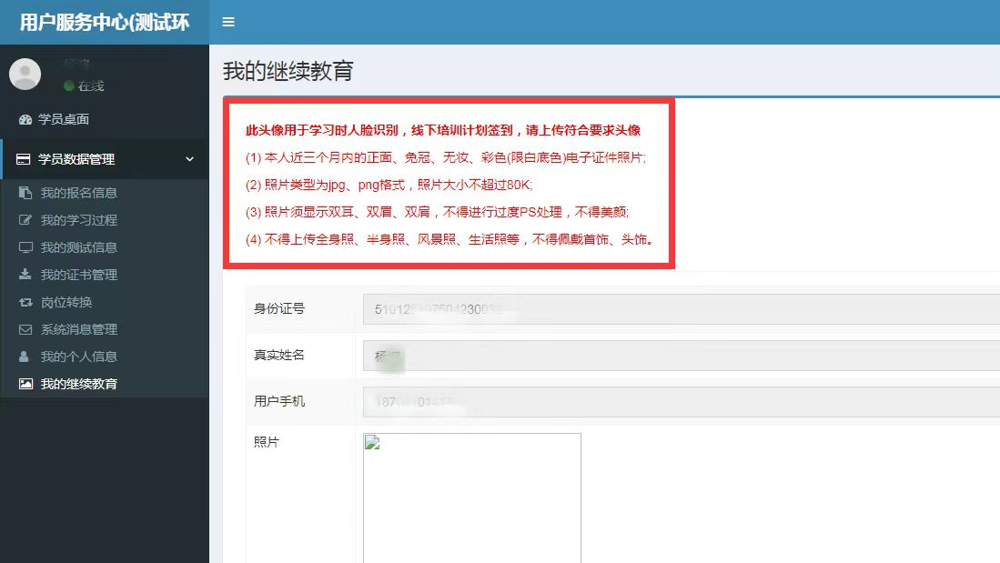 用户服务中心(测试环
在线
学员桌面
学员数据管理
我的报名信息
我的学习过程
我的测试信息
我的证书管理
岗位转换
系统消息管理
我的个人信息
我的继续教育
我的继续教育
此头像用于学习时人脸识别，线下培训计划签到，请上传符合要求头像
(1) 本人近三个月内的正面、免冠、无妆、彩色(限白底色)电子证件照片;
(2) 照片类型为jpg、png格式，照片大小不超过80K;
(3) 照片须显示双耳、双眉、双肩，不得进行过度PS处理，不得美颜;
(4) 不得上传全身照、半身照、风景照、生活照等，不得佩戴首饰、头饰。
身份证号
真实姓名
杨
用户手机
照片